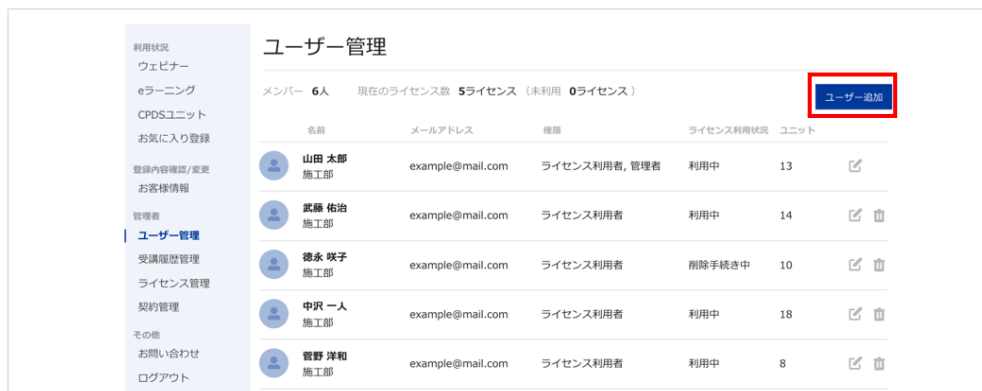 利用状況
ウェビナー
eラーニング
CPDSユニット
お気に入り登録
登録内容確認/変更
お客様情報
管理者
ユーザー管理
受講履歴管理
ライセンス管理
契約管理
その他
お問い合わせ
ログアウト
ユーザー管理
メンバー 6人 現在のライセンス数 5ライセンス （未利用 0ライセンス）
ユーザー追加
名前 メールアドレス 権限 ライセンス利用状況 ユニット
山田 太郎
施工部 example@mail.com ライセンス利用者, 管理者 利用中 13
武藤 佑治
施工部 example@mail.com ライセンス利用者 利用中 14
徳永 咲子
施工部 example@mail.com ライセンス利用者 削除手続き中 10
中沢 一人
施工部 example@mail.com ライセンス利用者 利用中 18
菅野 洋和
施工部 example@mail.com ライセンス利用者 利用中 8